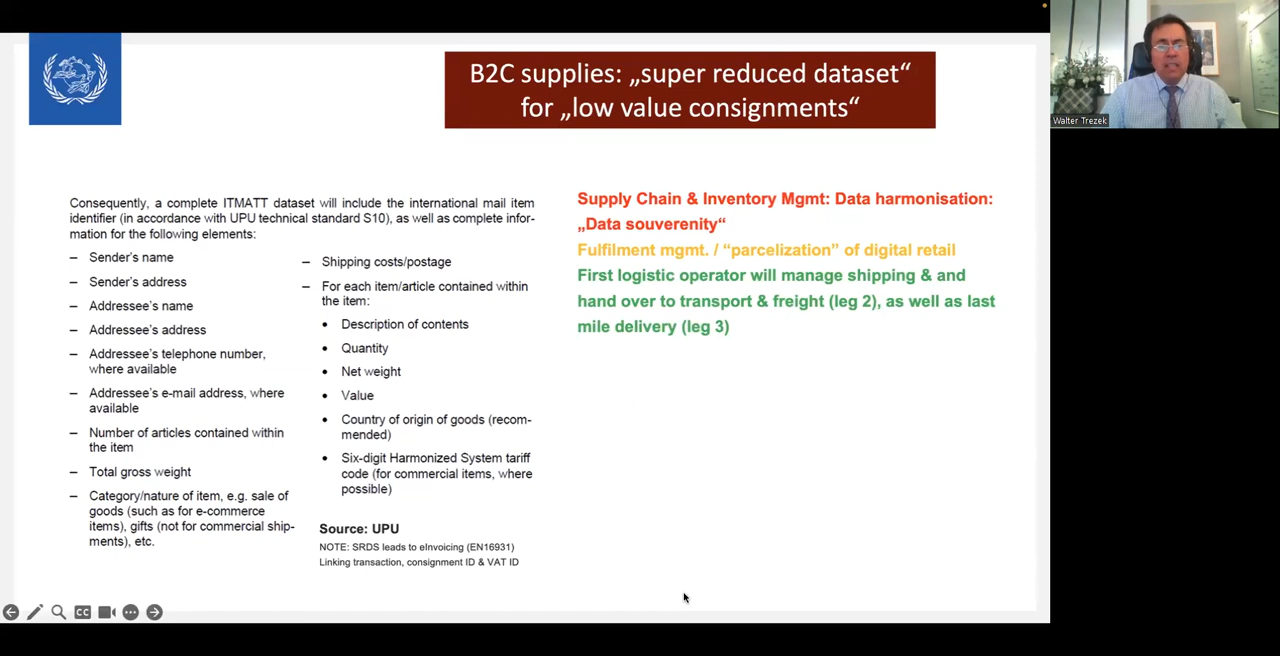 B2C supplies: „super reduced dataset“
for „low value consignments“
Walter Trezek
Consequently, a complete ITMATT dataset will include the international mail item
identifier (in accordance with UPU technical standard S10), as well as complete infor-
mation for the following elements:
– Sender's name
– Sender's address
– Addressee's name
– Addressee's address
– Addressee's telephone number,
where available
– Addressee's e-mail address, where
available
– Number of articles contained within
the item
– Total gross weight
– Category/nature of item, e.g. sale of
goods (such as for e-commerce
items), gifts (not for commercial ship-
ments), etc.
– Shipping costs/postage
– For each item/article contained within
the item:
• Description of contents
• Quantity
• Net weight
• Value
• Country of origin of goods (recom-
mended)
• Six-digit Harmonized System tariff
code (for commercial items, where
possible)
Source: UPU
NOTE: SRDS leads to eInvoicing (EN16931)
Linking transaction, consignment ID & VAT ID
Supply Chain & Inventory Mgmt: Data harmonisation:
„Data souverenity“
Fulfilment mgmt. / “parcelization” of digital retail
First logistic operator will manage shipping & and
hand over to transport & freight (leg 2), as well as last
mile delivery (leg 3)
CC